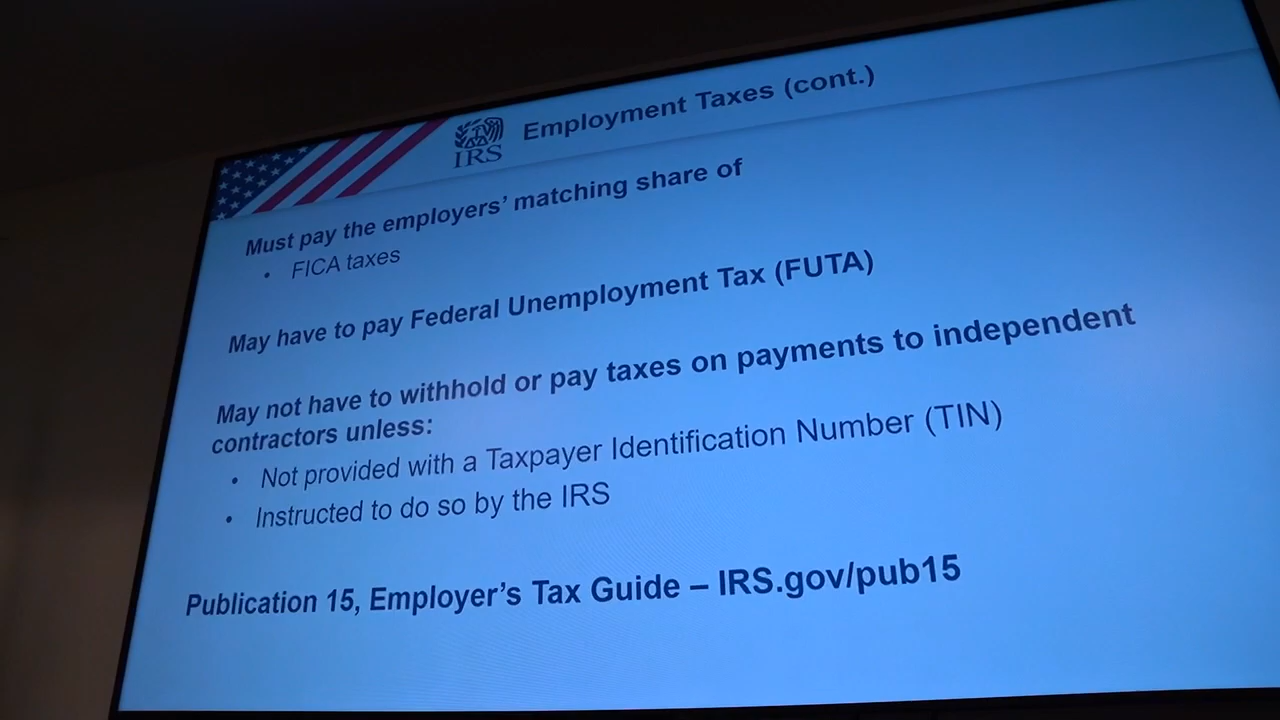 IRS
Employment Taxes (cont.)
Must pay the employers’ matching share of
• FICA taxes
May have to pay Federal Unemployment Tax (FUTA)
May not have to withhold or pay taxes on payments to independent
contractors unless:
• Not provided with a Taxpayer Identification Number (TIN)
• Instructed to do so by the IRS
Publication 15, Employer’s Tax Guide – IRS.gov/pub15